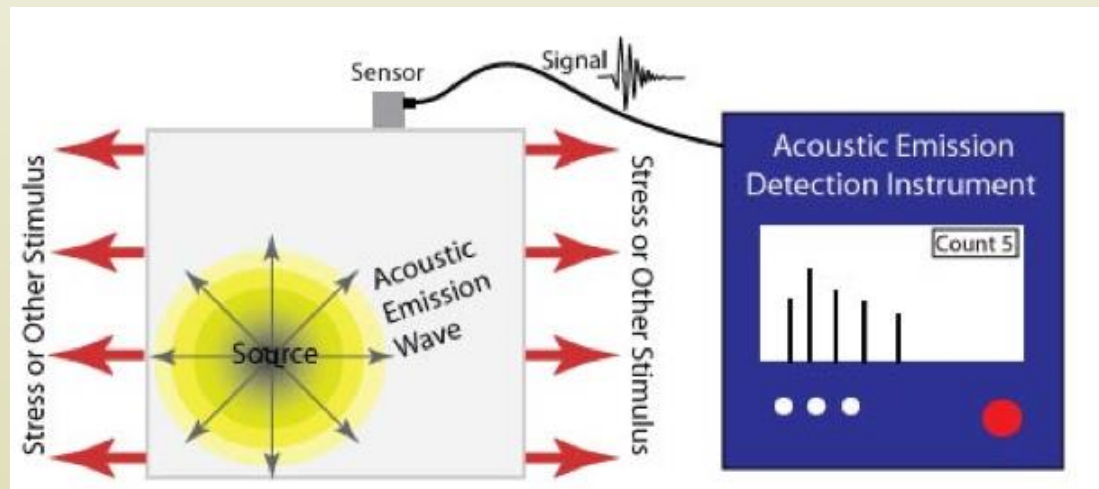 Sensor
Signal
Acoustic Emission
Detection Instrument
Count 5
Stress or Other Stimulus
Acoustic
Emission
Wave
Source
Stress or Other Stimulus